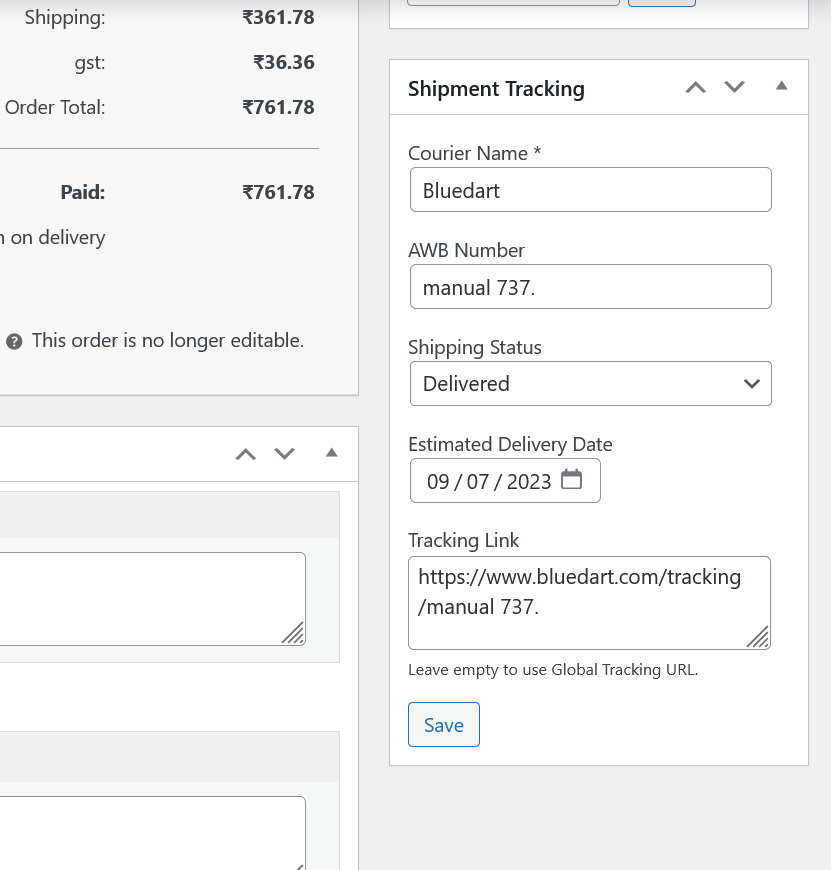 Shipping: ₹361.78
gst: ₹36.36
Order Total: ₹761.78
Paid: ₹761.78
on delivery
? This order is no longer editable.
Shipment Tracking
Courier Name *
Bluedart
AWB Number
manual 737.
Shipping Status
Delivered
Estimated Delivery Date
09 / 07 / 2023
Tracking Link
https://www.bluedart.com/tracking
/manual 737.
Leave empty to use Global Tracking URL.
Save